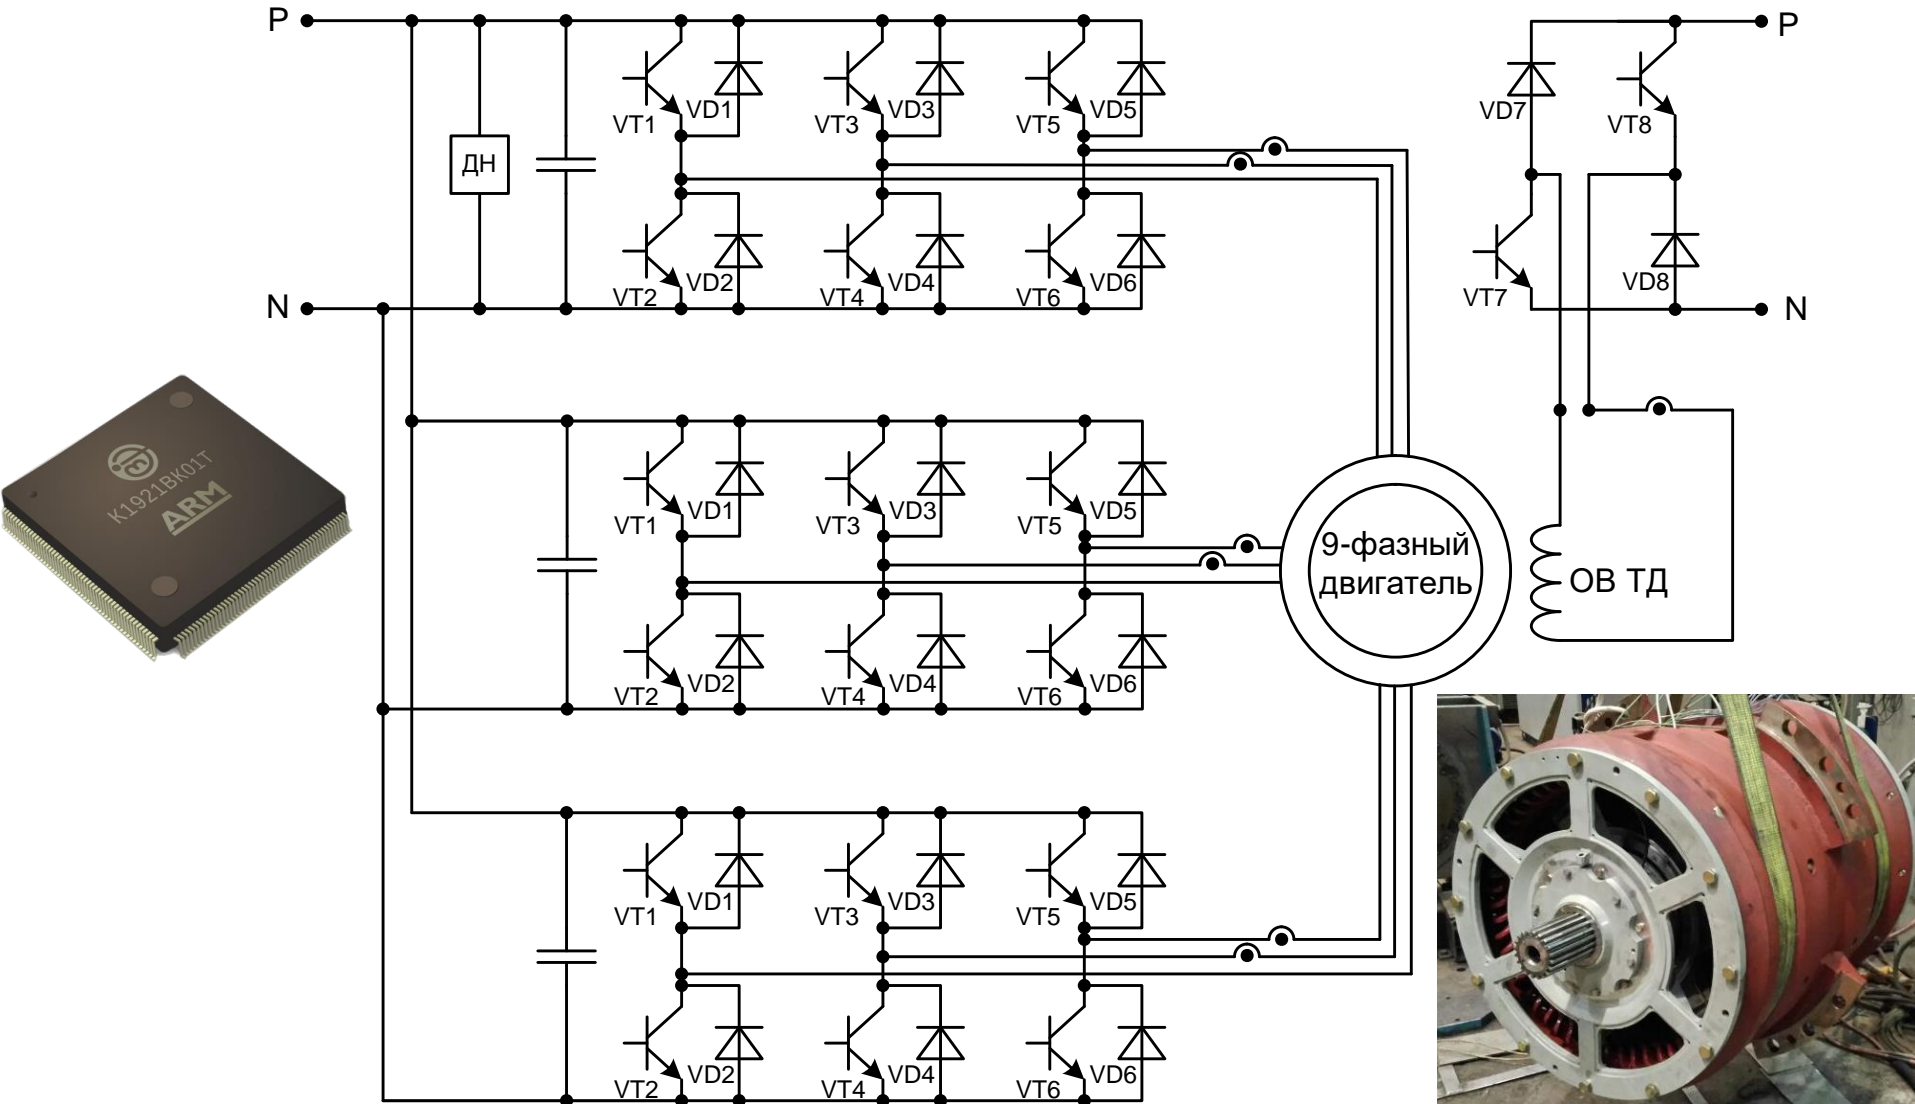 P
P
VD1
VD3
VD5
VD7
VT1
VT3
VT5
VT8
ДН
VD2
VD4
VD6
VD8
VT2
VT4
VT6
VT7
N
N
K1921BK01T
ARM
VD1
VD3
VD5
VT1
VT3
VT5
9-фазный
двигатель
ОВ ТД
VD2
VD4
VD6
VT2
VT4
VT6
VD1
VD3
VD5
VT1
VT3
VT5
VD2
VD4
VD6
VT2
VT4
VT6